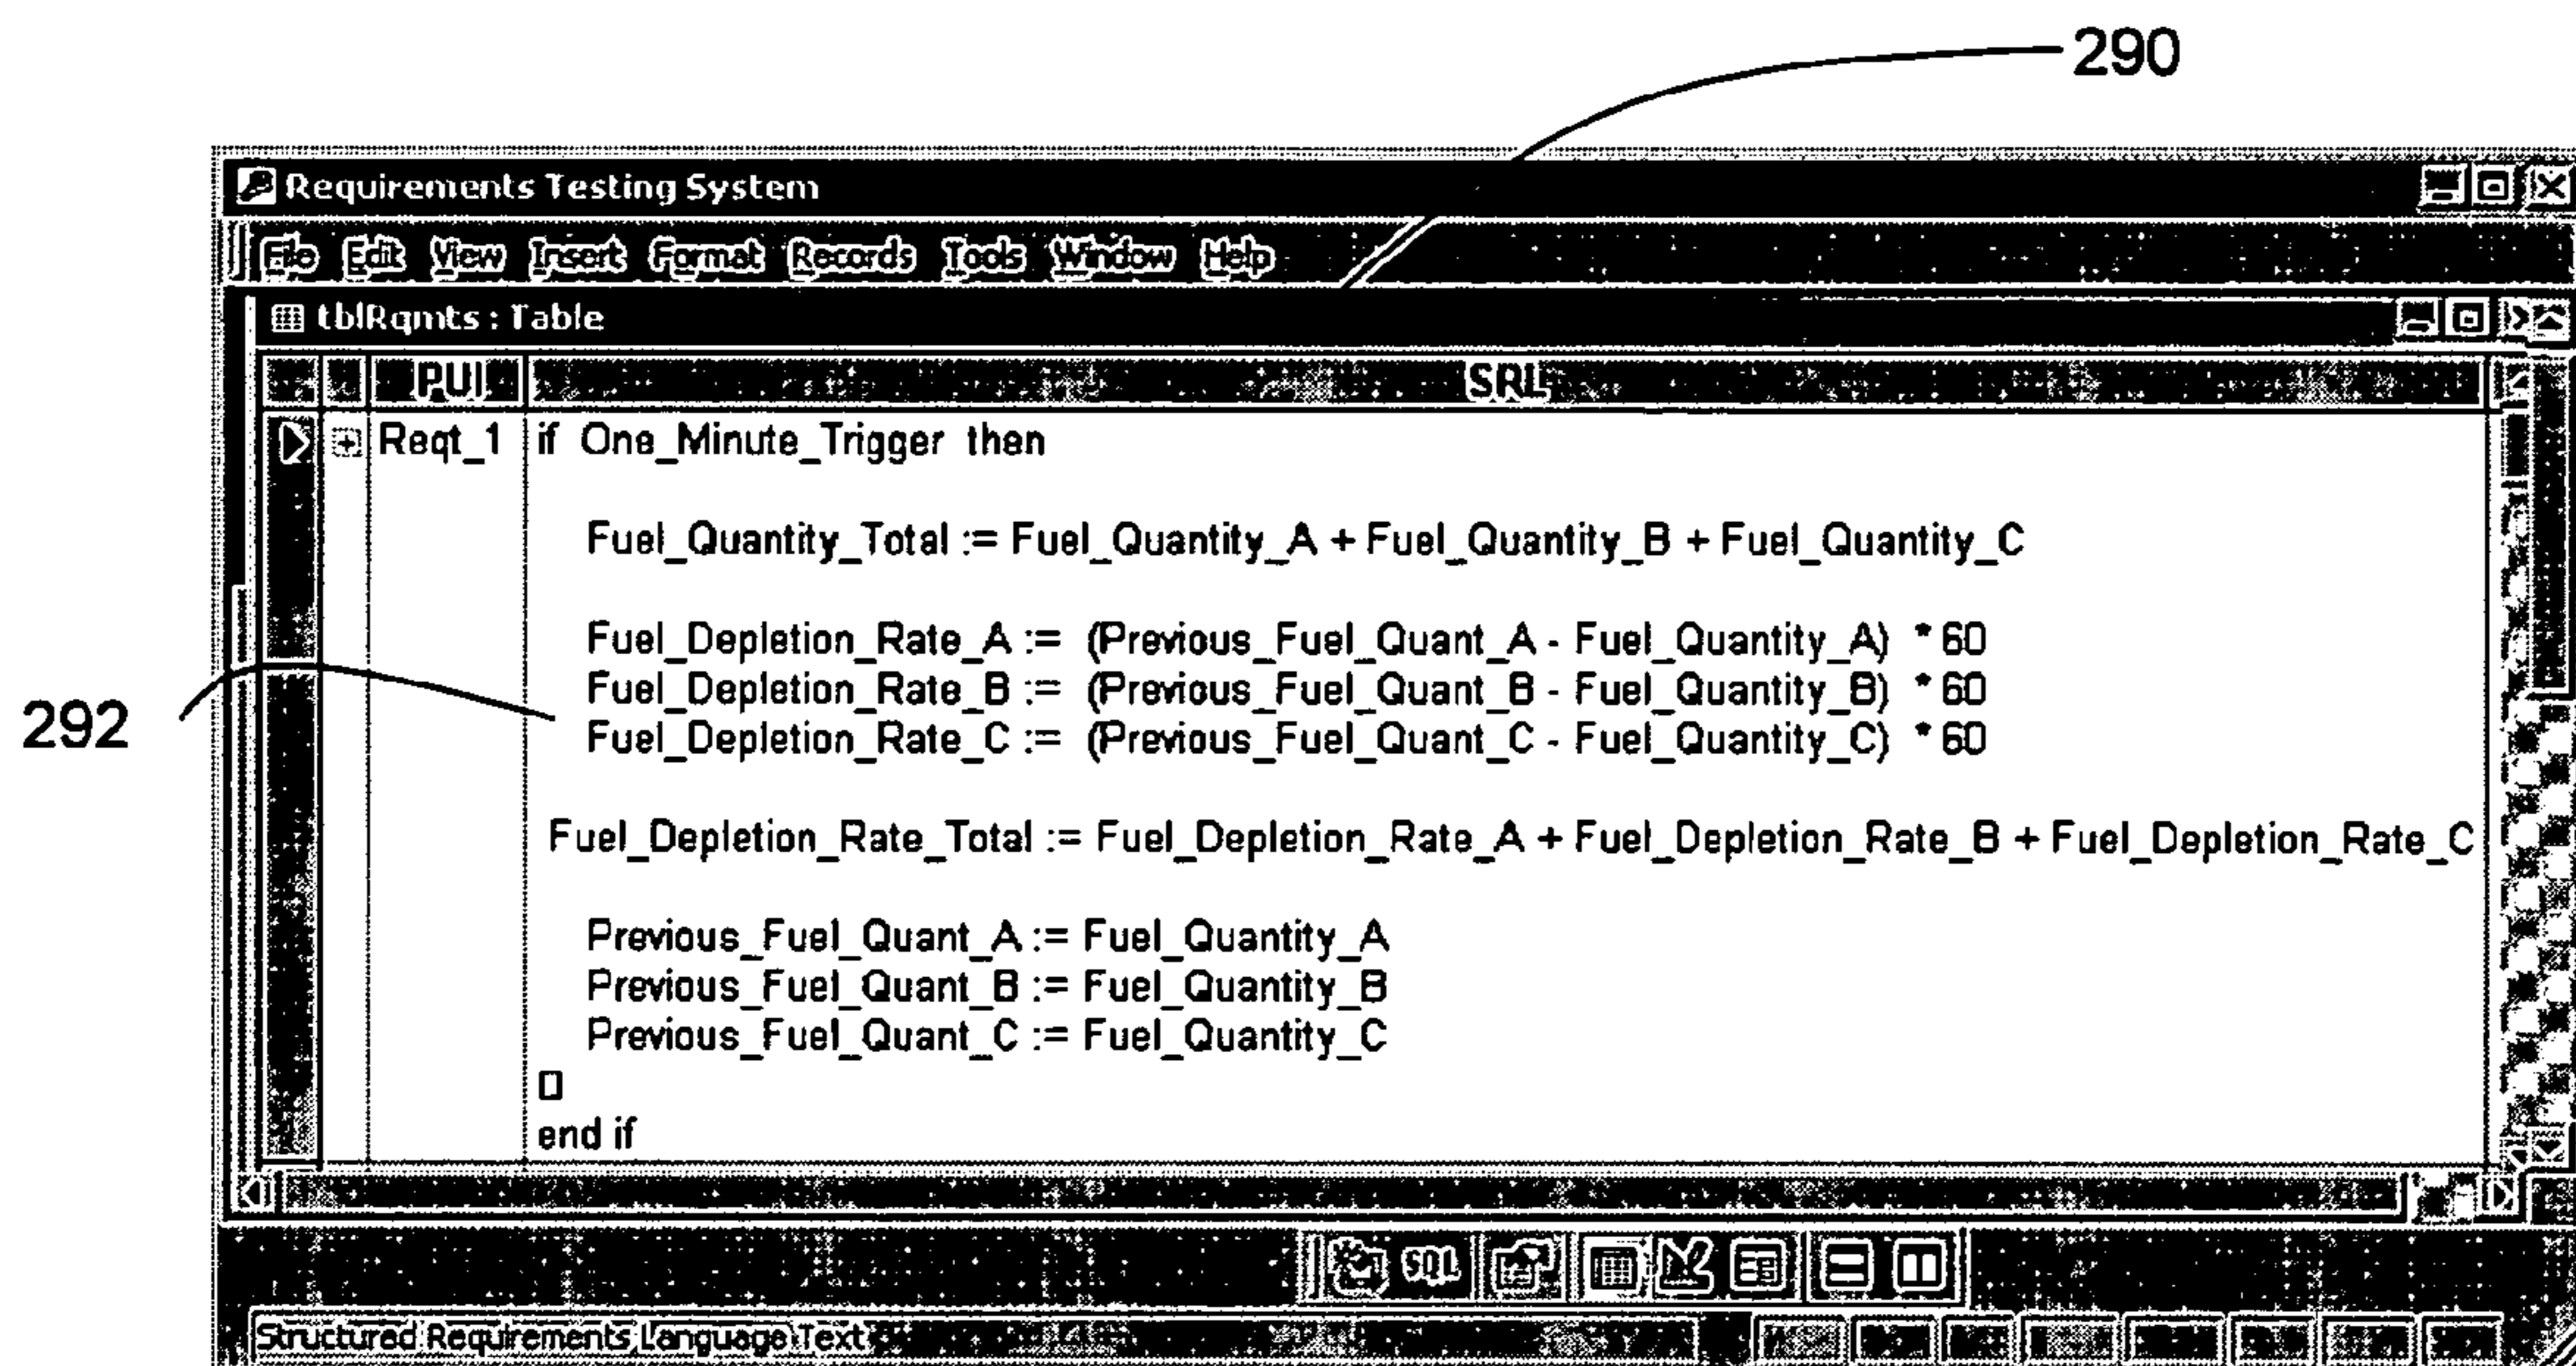 290
Requirements Testing System
File Edit View Insert Format Records Tools Window Help
tblRqmts : Table
PUI SRL
Reqt_1 if One_Minute_Trigger then
Fuel_Quantity_Total := Fuel_Quantity_A + Fuel_Quantity_B + Fuel_Quantity_C
Fuel_Depletion_Rate_A := (Previous_Fuel_Quant_A - Fuel_Quantity_A) * 60
Fuel_Depletion_Rate_B := (Previous_Fuel_Quant_B - Fuel_Quantity_B) * 60
292
Fuel_Depletion_Rate_C := (Previous_Fuel_Quant_C - Fuel_Quantity_C) * 60
Fuel_Depletion_Rate_Total := Fuel_Depletion_Rate_A + Fuel_Depletion_Rate_B + Fuel_Depletion_Rate_C
Previous_Fuel_Quant_A := Fuel_Quantity_A
Previous_Fuel_Quant_B := Fuel_Quantity_B
Previous_Fuel_Quant_C := Fuel_Quantity_C
end if
SQL
Structured Requirements Language Text